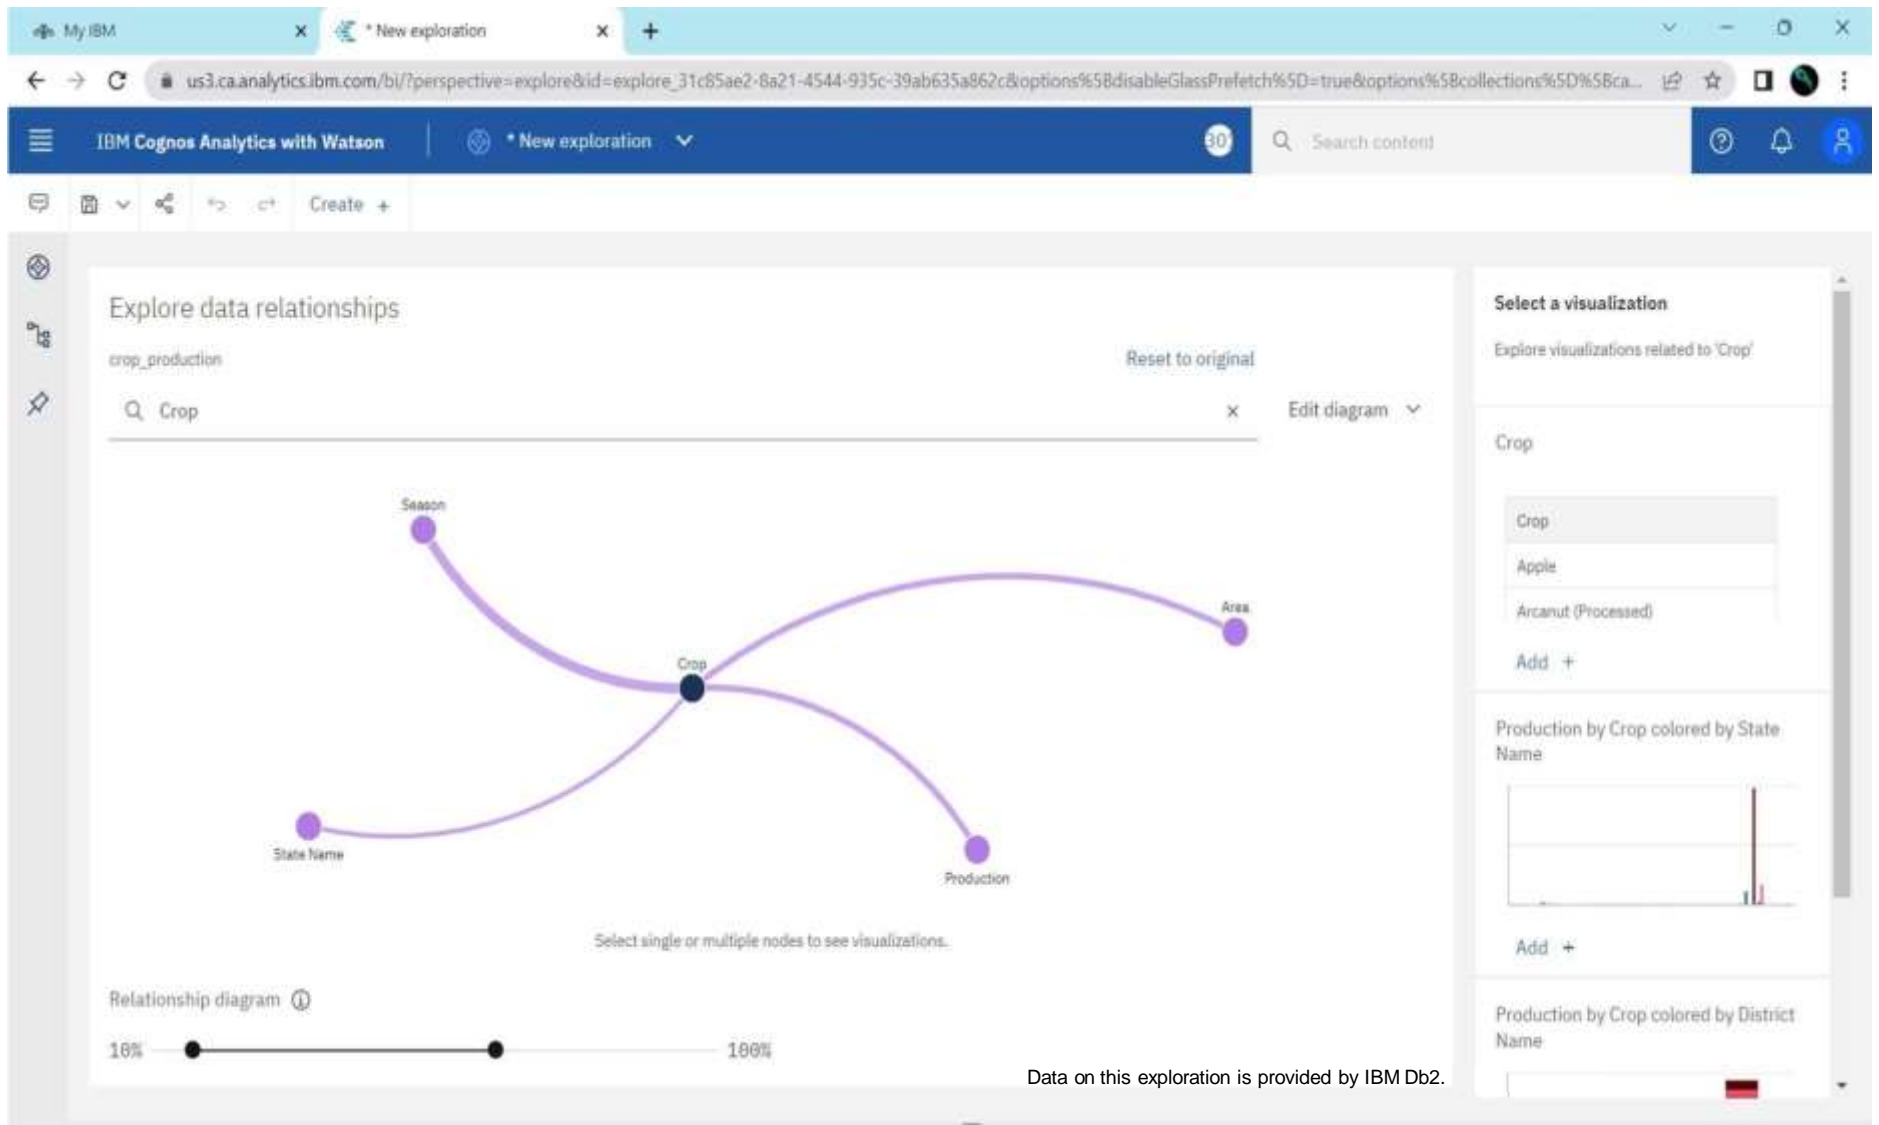 My IBM
* New exploration
us3.ca.analytics.ibm.com/bi/?perspective=explore&id=explore_31c85ae2-8a21-4544-935c-39ab635a862c&options%5BdisableGlassPrefetch%5D=true&options%5Bcollections%5D%5Bca...
IBM Cognos Analytics with Watson
* New exploration
30
Search content
Create +
Explore data relationships
crop_production
Reset to original
Crop
Edit diagram
Season
Area
Crop
State Name
Production
Select single or multiple nodes to see visualizations.
Relationship diagram
10%
100%
Data on this exploration is provided by IBM Db2.
Select a visualization
Explore visualizations related to 'Crop'
Crop
Crop
Apple
Arcanut (Processed)
Add +
Production by Crop colored by State
Name
Add +
Production by Crop colored by District
Name